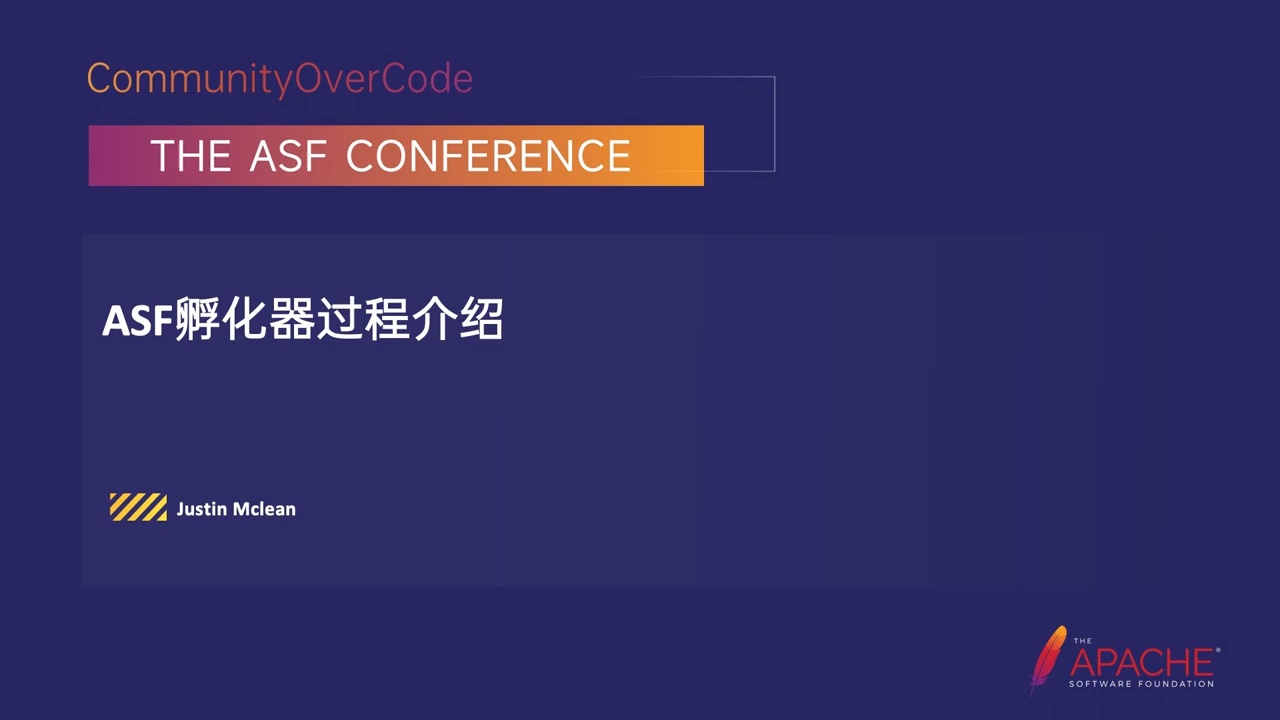 CommunityOverCode
THE ASF CONFERENCE
ASF孵化器过程介绍
Justin Mclean
THE
APACHE®
SOFTWARE FOUNDATION